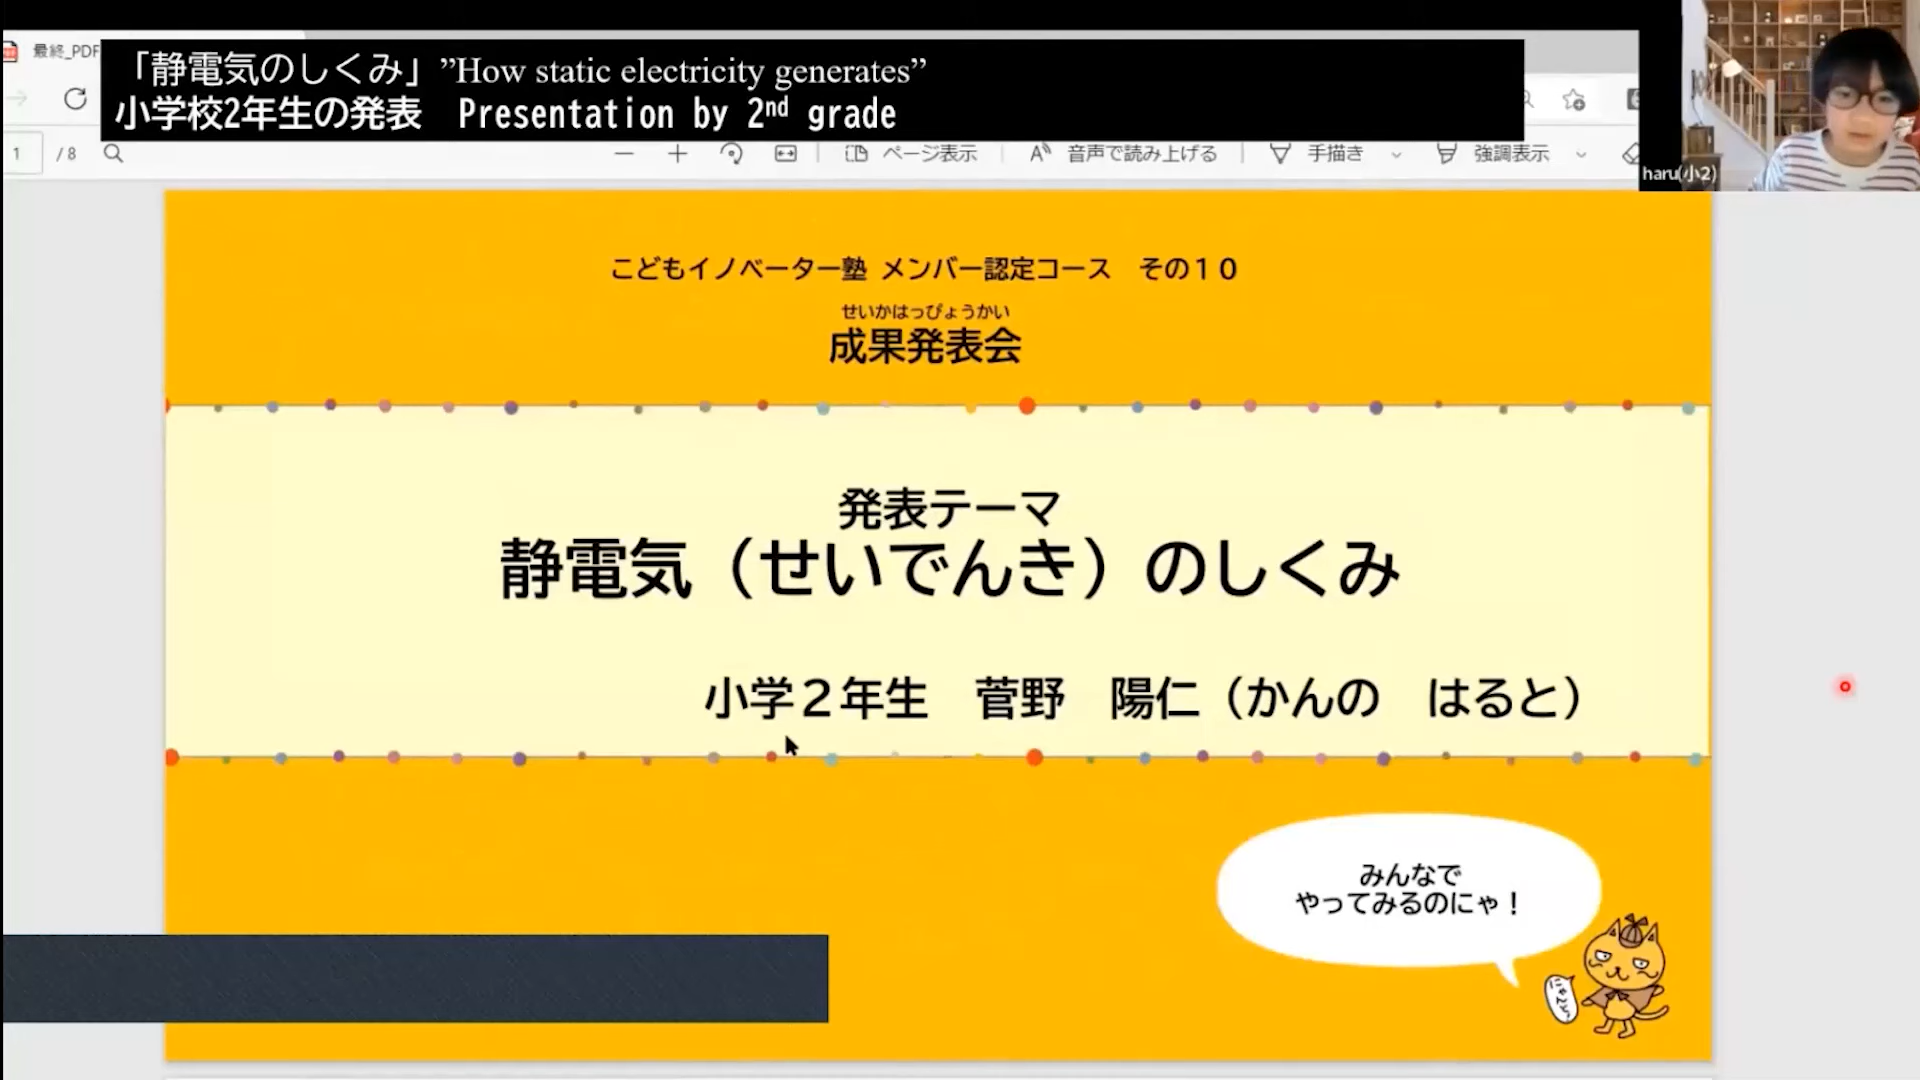 最終_PDF
「静電気のしくみ」”How static electricity generates”
小学校2年生の発表　Presentation by 2nd grade
1 /8 ページ表示 音声で読み上げる 手描き 強調表示
haru(小2)
こどもイノベーター塾 メンバー認定コース　その１０
せいかはっぴょうかい
成果発表会
発表テーマ
静電気（せいでんき）のしくみ
小学２年生　菅野　陽仁（かんの　はると）
みんなで
やってみるのにゃ！
にゃんと！